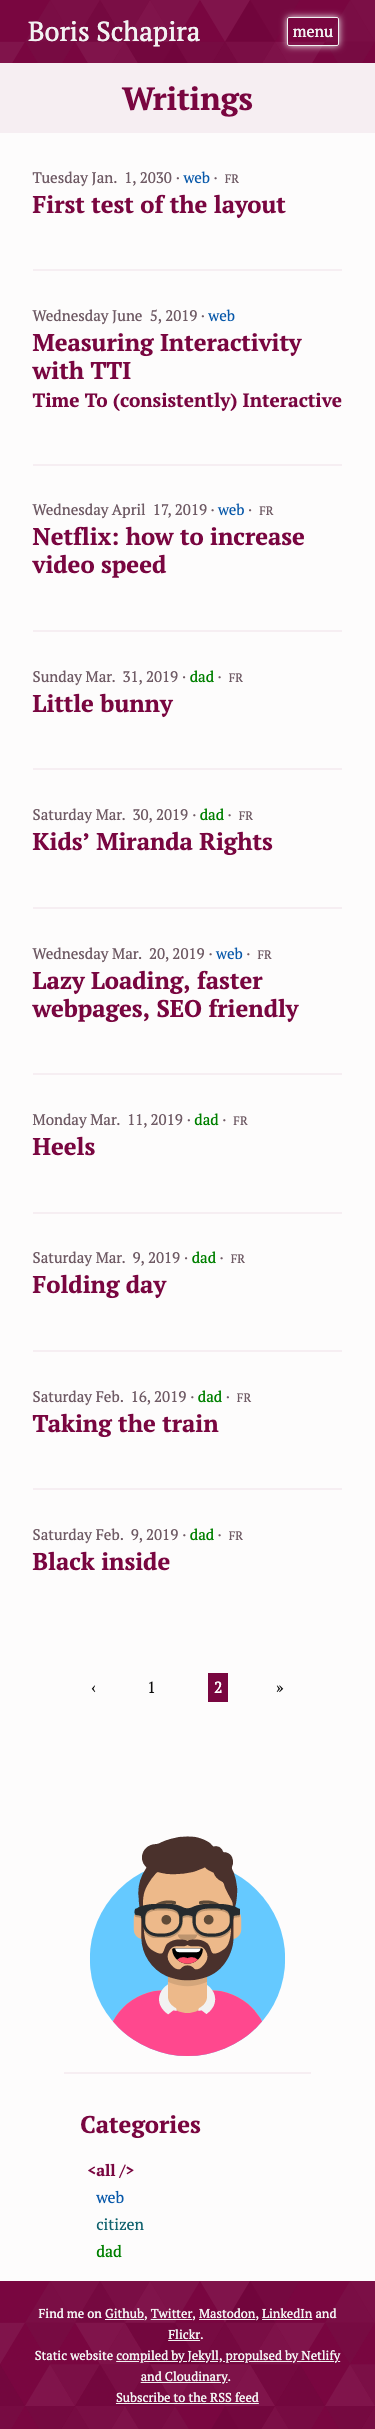 Boris Schapira
menu
Writings
Tuesday Jan. 1, 2030 · web · FR
First test of the layout
Wednesday June 5, 2019 · web
Measuring Interactivity
with TTI
Time To (consistently) Interactive
Wednesday April 17, 2019 · web · FR
Netflix: how to increase
video speed
Sunday Mar. 31, 2019 · dad · FR
Little bunny
Saturday Mar. 30, 2019 · dad · FR
Kids’ Miranda Rights
Wednesday Mar. 20, 2019 · web · FR
Lazy Loading, faster
webpages, SEO friendly
Monday Mar. 11, 2019 · dad · FR
Heels
Saturday Mar. 9, 2019 · dad · FR
Folding day
Saturday Feb. 16, 2019 · dad · FR
Taking the train
Saturday Feb. 9, 2019 · dad · FR
Black inside
‹ 1 2 »
Categories
<all />
web
citizen
dad
Find me on Github, Twitter, Mastodon, LinkedIn and
Flickr.
Static website compiled by Jekyll, propulsed by Netlify
and Cloudinary.
Subscribe to the RSS feed